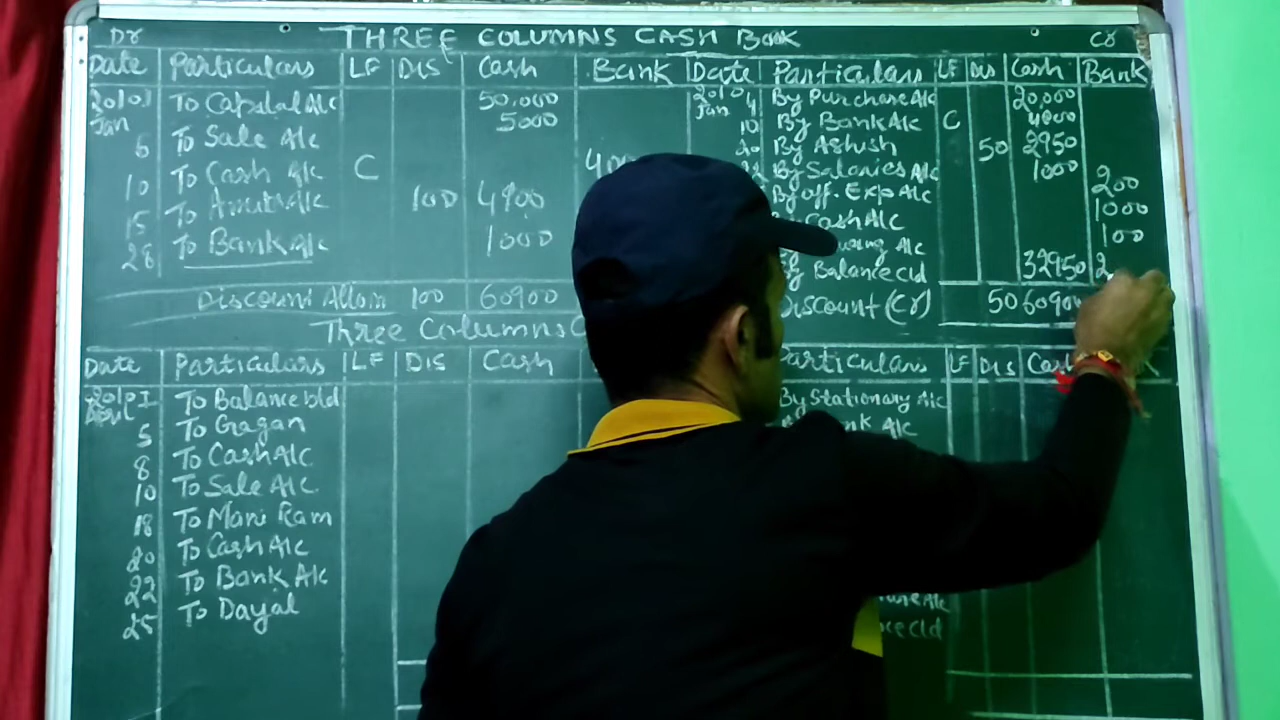 Dr THREE COLUMNS CASH BOOK Cr
Date Particulars LF DIS Cash Bank Date Particulars LF Dis Cash Bank
2010 1 To Capital A/c 50,000 2010 4 By Purchase A/c 20,000
Jan 5000 Jan 10 By Bank A/c C 4000
6 To Sale A/c 20 By Ashish 50 2950
10 To Cash A/c C 400 By Salaries A/c 1000
By off. Exp A/c 200
15 To 100 4900 Cash A/c 1000
28 To Bank A/c 1000 A/c 100
By Balance C/d 32950 2
Discount Allow 100 60900 Discount (Cr) 50 6090
Three Columns C
Date Particulars LF DIS Cash Particulars LF Dis Cash
2010 1 To Balance b/d By Stationary A/c
5 To Gagan A/c
8 To Cash A/c
10 To Sale A/c
18 To Mani Ram
20 To Cash A/c
22 To Bank A/c
25 To Dayal A/c
C/d